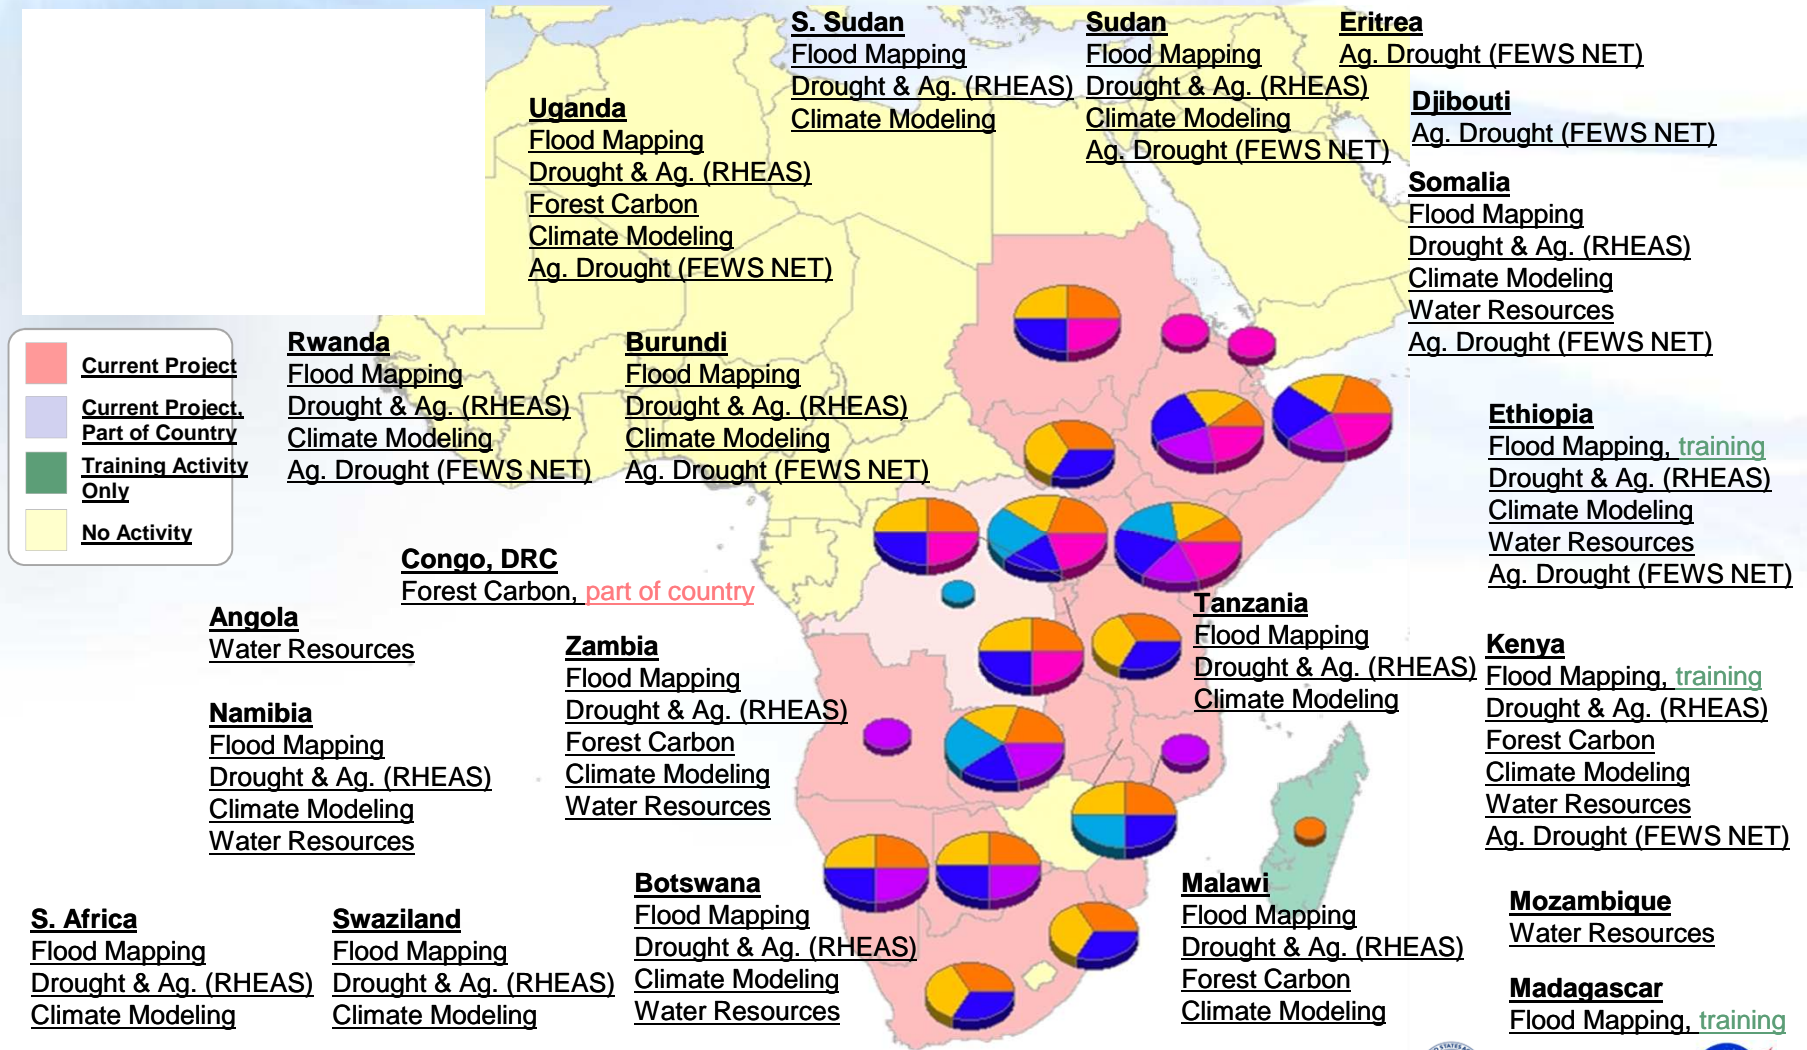 S. Sudan
Flood Mapping
Drought & Ag. (RHEAS)
Climate Modeling
Sudan
Flood Mapping
Drought & Ag. (RHEAS)
Climate Modeling
Ag. Drought (FEWS NET)
Eritrea
Ag. Drought (FEWS NET)
Djibouti
Ag. Drought (FEWS NET)
Uganda
Flood Mapping
Drought & Ag. (RHEAS)
Forest Carbon
Climate Modeling
Ag. Drought (FEWS NET)
Somalia
Flood Mapping
Drought & Ag. (RHEAS)
Climate Modeling
Water Resources
Ag. Drought (FEWS NET)
Current Project
Current Project,
Part of Country
Training Activity
Only
No Activity
Rwanda
Flood Mapping
Drought & Ag. (RHEAS)
Climate Modeling
Ag. Drought (FEWS NET)
Burundi
Flood Mapping
Drought & Ag. (RHEAS)
Climate Modeling
Ag. Drought (FEWS NET)
Ethiopia
Flood Mapping, training
Drought & Ag. (RHEAS)
Climate Modeling
Water Resources
Ag. Drought (FEWS NET)
Congo, DRC
Forest Carbon, part of country
Angola
Water Resources
Zambia
Flood Mapping
Drought & Ag. (RHEAS)
Forest Carbon
Climate Modeling
Water Resources
Tanzania
Flood Mapping
Drought & Ag. (RHEAS)
Climate Modeling
Kenya
Flood Mapping, training
Drought & Ag. (RHEAS)
Forest Carbon
Climate Modeling
Water Resources
Ag. Drought (FEWS NET)
Namibia
Flood Mapping
Drought & Ag. (RHEAS)
Climate Modeling
Water Resources
S. Africa
Flood Mapping
Drought & Ag. (RHEAS)
Climate Modeling
Swaziland
Flood Mapping
Drought & Ag. (RHEAS)
Climate Modeling
Botswana
Flood Mapping
Drought & Ag. (RHEAS)
Climate Modeling
Water Resources
Malawi
Flood Mapping
Drought & Ag. (RHEAS)
Forest Carbon
Climate Modeling
Mozambique
Water Resources
Madagascar
Flood Mapping, training